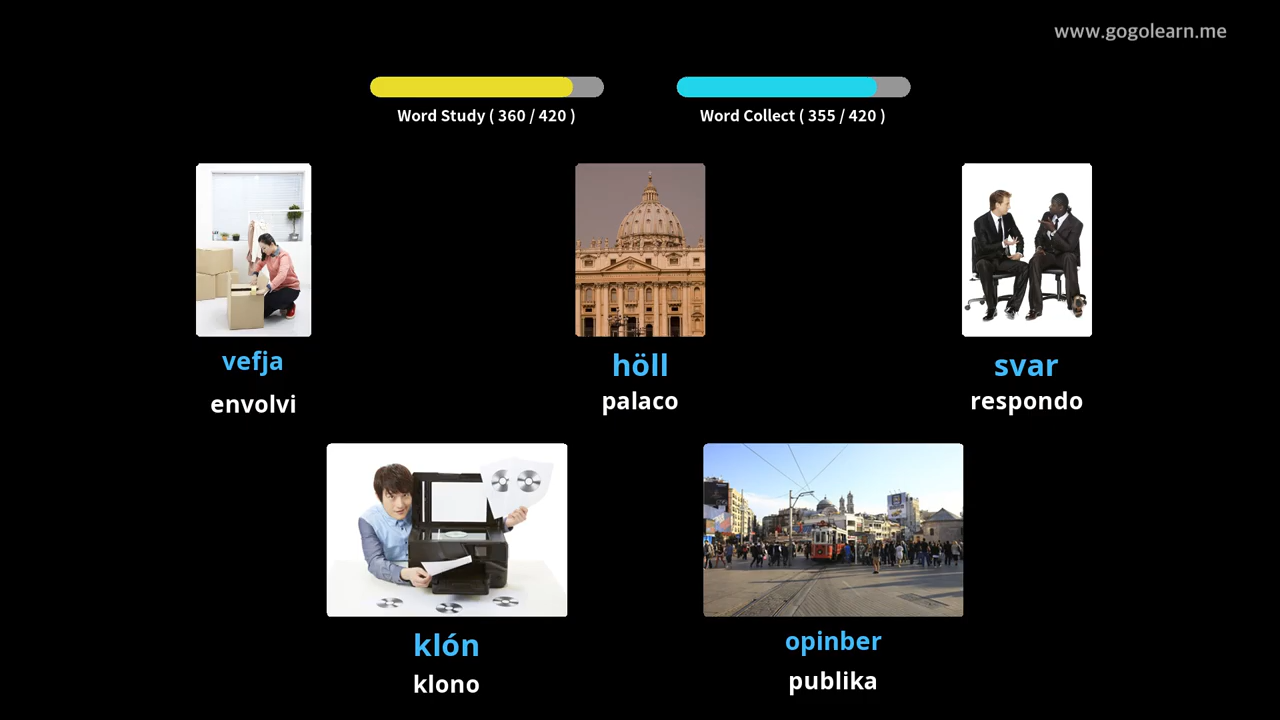 www.gogolearn.me
Word Study ( 360 / 420 )
Word Collect ( 355 / 420 )
vefja
envolvi
höll
palaco
svar
respondo
klón
klono
opinber
publika